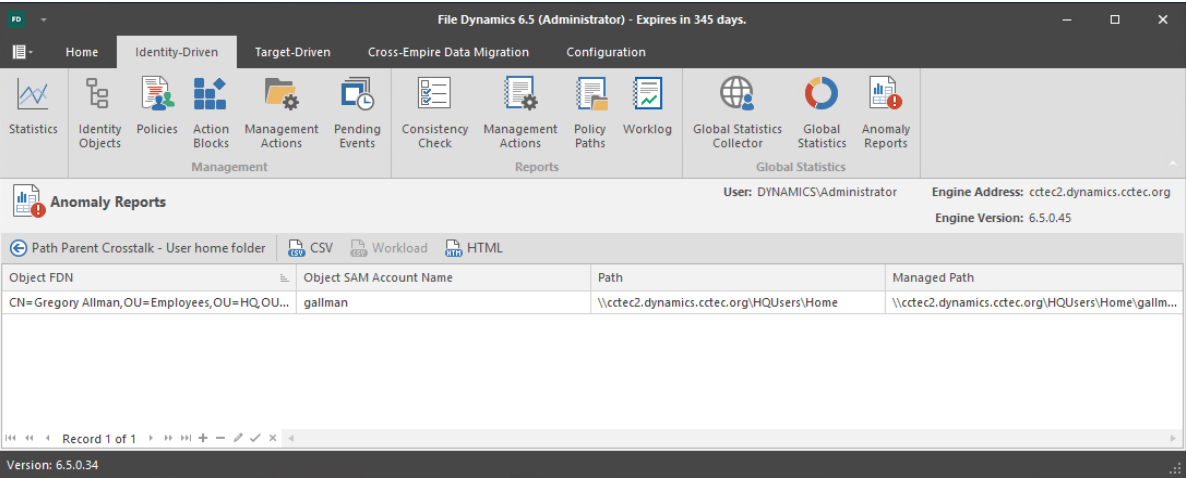 FD File Dynamics 6.5 (Administrator) - Expires in 345 days.
Home Identity-Driven Target-Driven Cross-Empire Data Migration Configuration
Statistics Identity Objects Policies Action Blocks Management Actions Pending Events Consistency Check Management Actions Policy Paths Worklog Global Statistics Collector Global Statistics Anomaly Reports
Management Reports Global Statistics
Anomaly Reports
User: DYNAMICS\Administrator Engine Address: cctec2.dynamics.cctec.org
Engine Version: 6.5.0.45
Path Parent Crosstalk - User home folder CSV Workload HTML
Object FDN Object SAM Account Name Path Managed Path
CN=Gregory Allman,OU=Employees,OU=HQ,OU... gallman \\cctec2.dynamics.cctec.org\HQUsers\Home \\cctec2.dynamics.cctec.org\HQUsers\Home\gallm...
Record 1 of 1
Version: 6.5.0.34